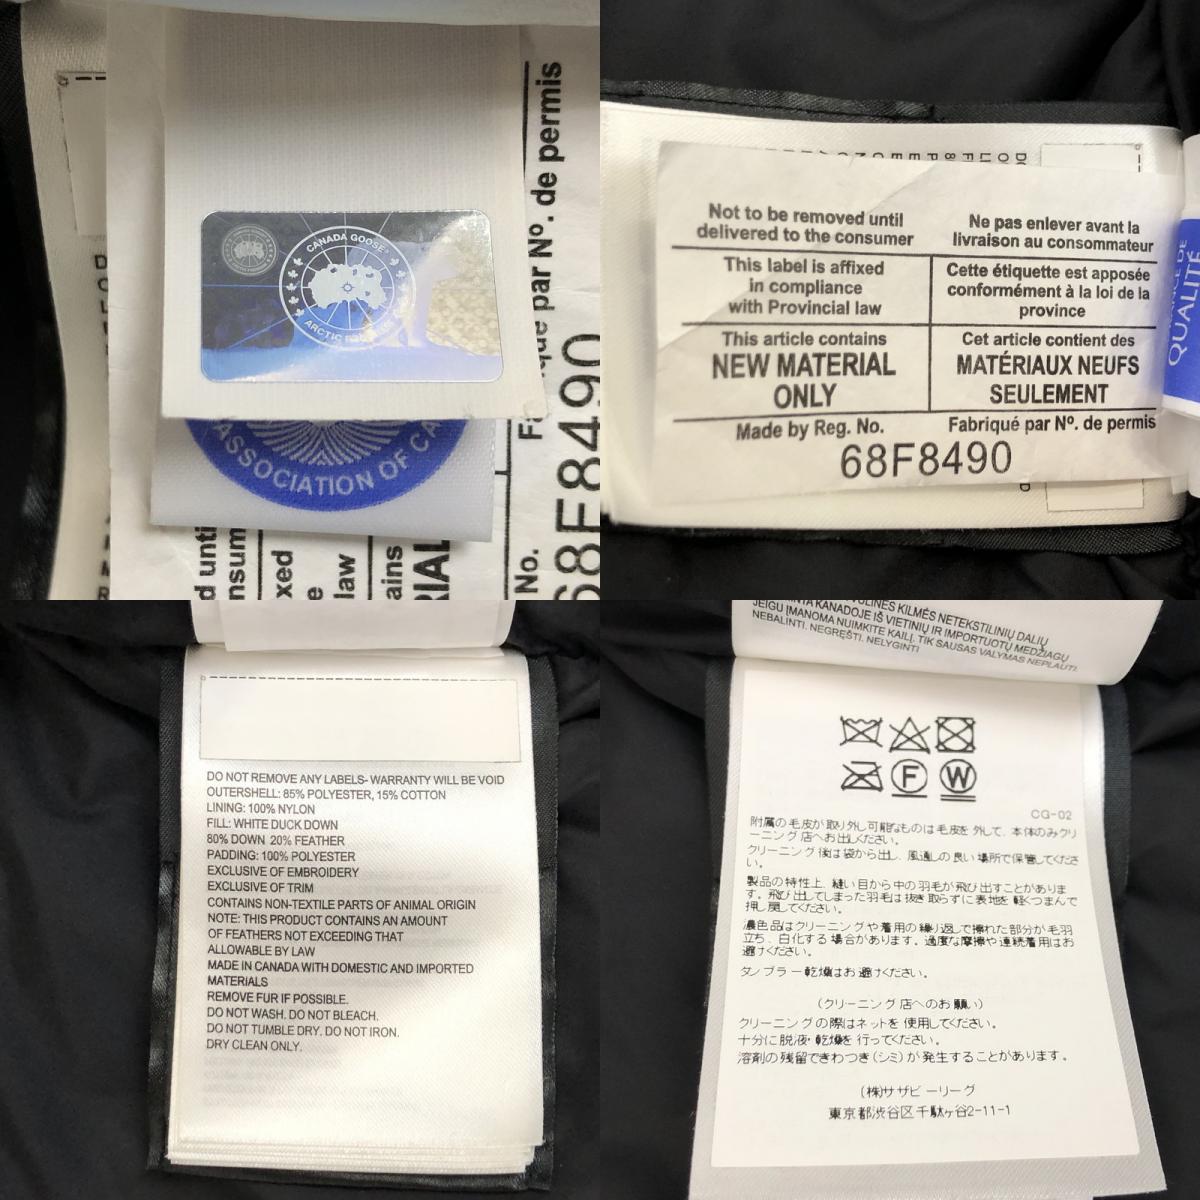 CANADA GOOSE
ASSOCIATION OF CA
Fa que par Nº. de permis
68F8490
No.
d unti
nsum
xed
e
law
ains
RIAL
Not to be removed until
delivered to the consumer
Ne pas enlever avant la
livraison au consommateur
This label is affixed
in compliance
with Provincial law
Cette étiquette est apposée
conformément à la loi de la
province
This article contains
NEW MATERIAL
ONLY
Cet article contient des
MATÉRIAUX NEUFS
SEULEMENT
Made by Reg. No.
Fabriqué par Nº. de permis
68F8490
QUALITÉ
DO NOT REMOVE ANY LABELS- WARRANTY WILL BE VOID
OUTERSHELL: 85% POLYESTER, 15% COTTON
LINING: 100% NYLON
FILL: WHITE DUCK DOWN
80% DOWN 20% FEATHER
PADDING: 100% POLYESTER
EXCLUSIVE OF EMBROIDERY
EXCLUSIVE OF TRIM
CONTAINS NON-TEXTILE PARTS OF ANIMAL ORIGIN
NOTE: THIS PRODUCT CONTAINS AN AMOUNT
OF FEATHERS NOT EXCEEDING THAT
ALLOWABLE BY LAW
MADE IN CANADA WITH DOMESTIC AND IMPORTED
MATERIALS
REMOVE FUR IF POSSIBLE.
DO NOT WASH. DO NOT BLEACH.
DO NOT TUMBLE DRY. DO NOT IRON.
DRY CLEAN ONLY.
KILMĖS NETEKSTILINIŲ DALIŲ
KANADOJE IŠ VIETINIŲ IR IMPORTUOTŲ MEDŽIAGŲ
JEIGU ĮMANOMA NUIMKITE KAILĮ. TIK SAUSAS VALYMAS NEPLAUTI.
NEBALINTI. NEGRĘŠTI. NELYGINTI
F W
CG-02
附属の毛皮が取り外し可能なものは毛皮を外して、本体のみクリ
ーニング店へお出しください。
クリーニング後は袋から出し、風通しの良い場所で保管してくださ
い。
製品の特性上、縫い目から中の羽毛が飛び出すことがありま
す。飛び出してしまった羽毛は抜き取らずに表地を軽くつまんで
押し戻してください。
濃色品はクリーニングや着用の繰り返しで擦れた部分が毛羽
立ち、白化する場合があります。過度な摩擦や連続着用はお
避けください。
タンブラー乾燥はお避けください。
(クリーニング店へのお願い)
クリーニングの際はネットを使用してください。
十分に脱液・乾燥を行ってください。
溶剤の残留できわつき(シミ)が発生することがあります。
(株)サザビーリーグ
東京都渋谷区千駄ヶ谷2-11-1